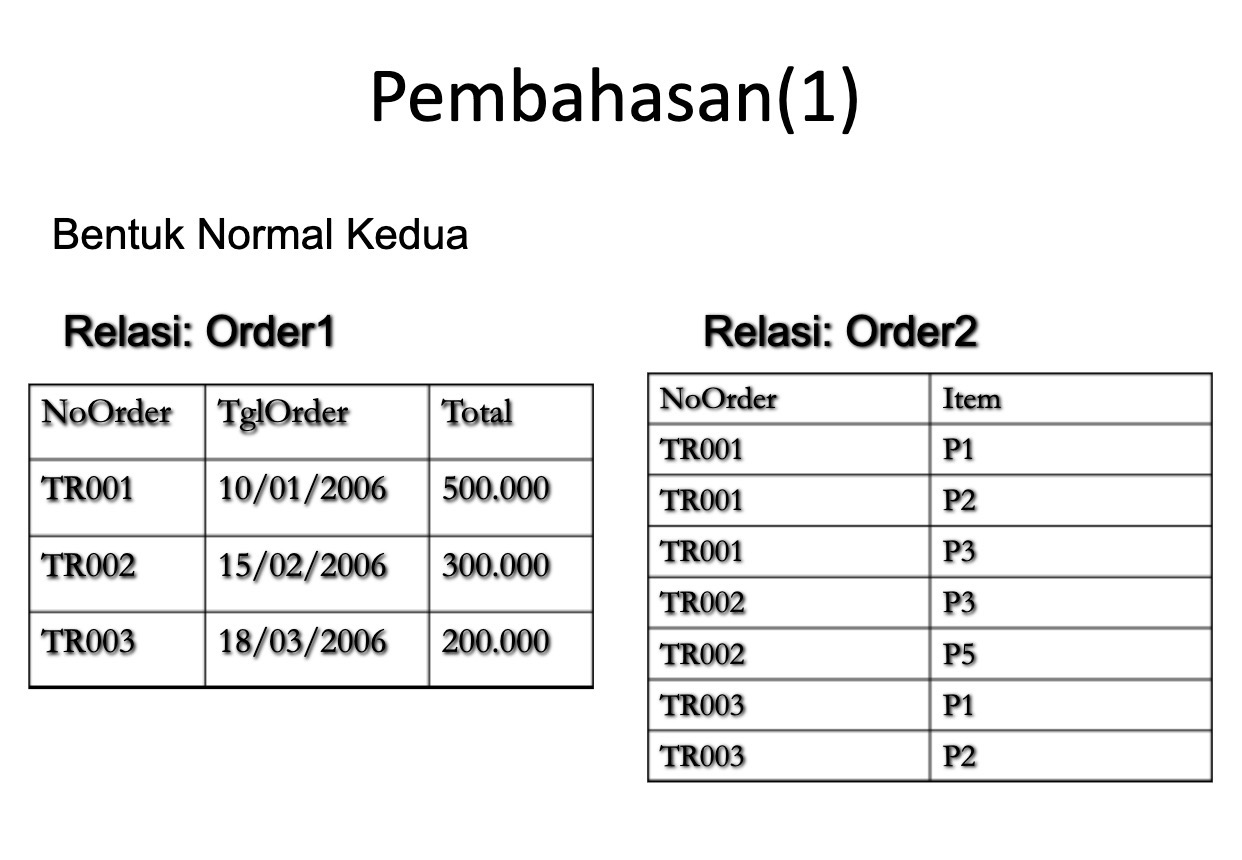 Pembahasan(1)
Bentuk Normal Kedua
Relasi: Order1
NoOrder TglOrder Total
TR001 10/01/2006 500.000
TR002 15/02/2006 300.000
TR003 18/03/2006 200.000
Relasi: Order2
NoOrder Item
TR001 P1
TR001 P2
TR001 P3
TR002 P3
TR002 P5
TR003 P1
TR003 P2